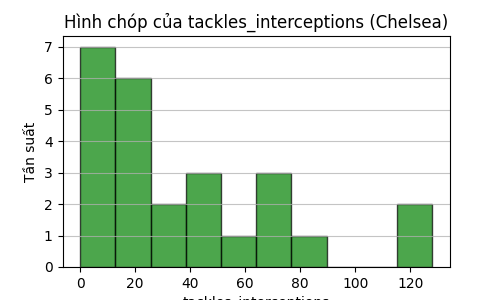 Hình chóp của tackles_interceptions (Chelsea)
7
6
5
4
3
2
1
0
Tần suất
0 20 40 60 80 100 120
tackles_interceptions